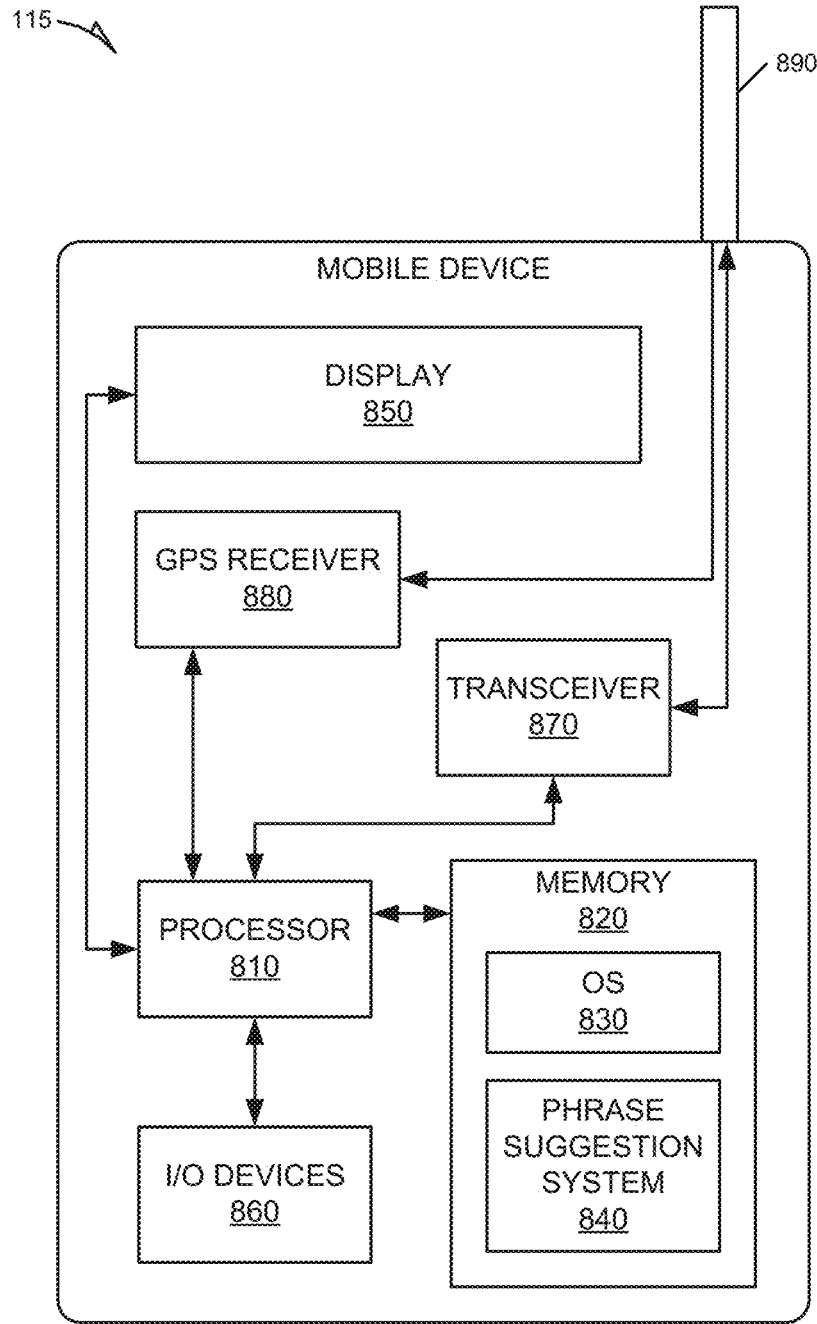 115
890
MOBILE DEVICE
DISPLAY
850
GPS RECEIVER
880
TRANSCEIVER
870
PROCESSOR
810
MEMORY
820
OS
830
PHRASE
SUGGESTION
SYSTEM
840
I/O DEVICES
860